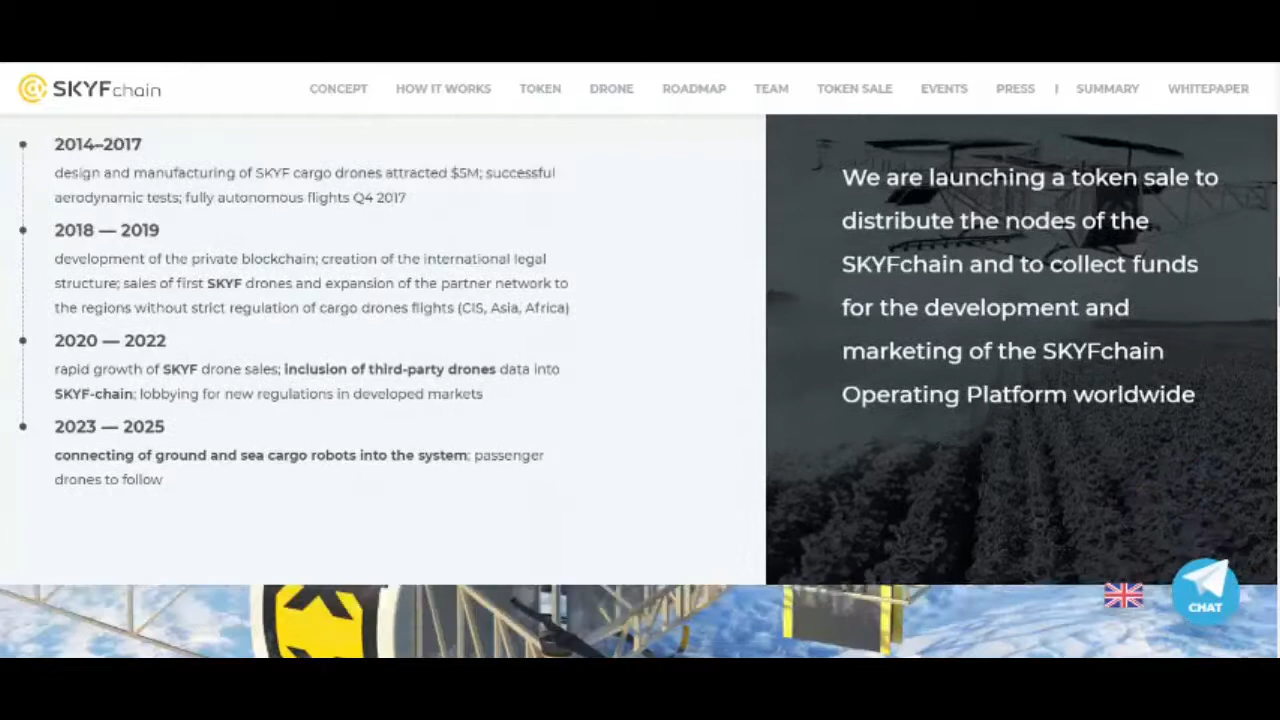 SKYFchain
CONCEPT HOW IT WORKS TOKEN DRONE ROADMAP TEAM TOKEN SALE EVENTS PRESS | SUMMARY WHITEPAPER
2014–2017
design and manufacturing of SKYF cargo drones attracted $5M; successful
aerodynamic tests; fully autonomous flights Q4 2017
2018 — 2019
development of the private blockchain; creation of the international legal
structure; sales of first SKYF drones and expansion of the partner network to
the regions without strict regulation of cargo drones flights (CIS, Asia, Africa)
2020 — 2022
rapid growth of SKYF drone sales; inclusion of third-party drones data into
SKYF-chain; lobbying for new regulations in developed markets
2023 — 2025
connecting of ground and sea cargo robots into the system; passenger
drones to follow
We are launching a token sale to
distribute the nodes of the
SKYFchain and to collect funds
for the development and
marketing of the SKYFchain
Operating Platform worldwide
CHAT